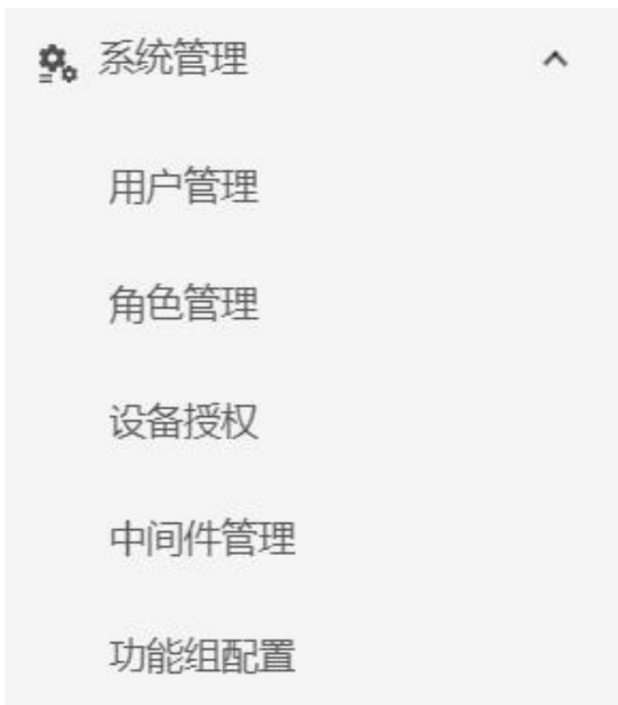 系统管理
用户管理
角色管理
设备授权
中间件管理
功能组配置